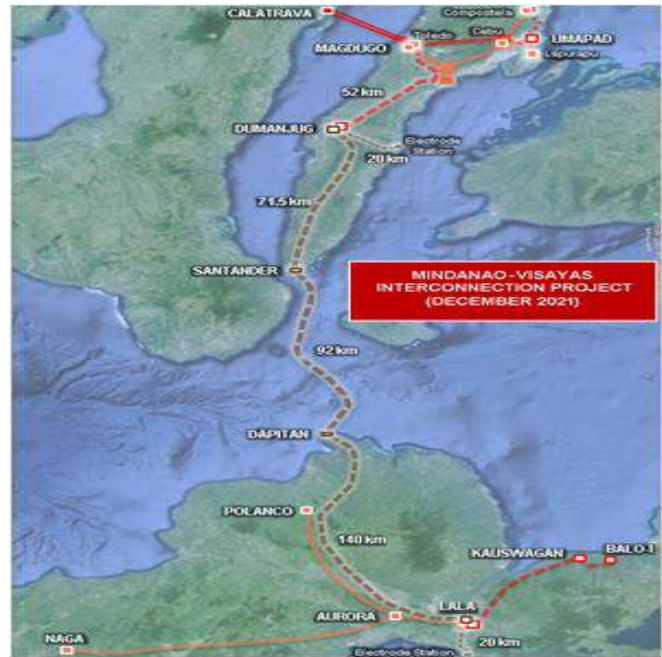 CALATRAVA
Compostela
MAGDUGO
Toledo
Cebu
UMAPAD
Lapulapu
52 km
DUMANJUG
Electrode
Station
20 km
71.5 km
SANTANDER
MINDANAO-VISAYAS
INTERCONNECTION PROJECT
(DECEMBER 2021)
92 km
DAPITAN
POLANCO
140 km
KAUSWAGAN
BALO-I
AURORA
LALA
NAGA
20 km
Electrode Station